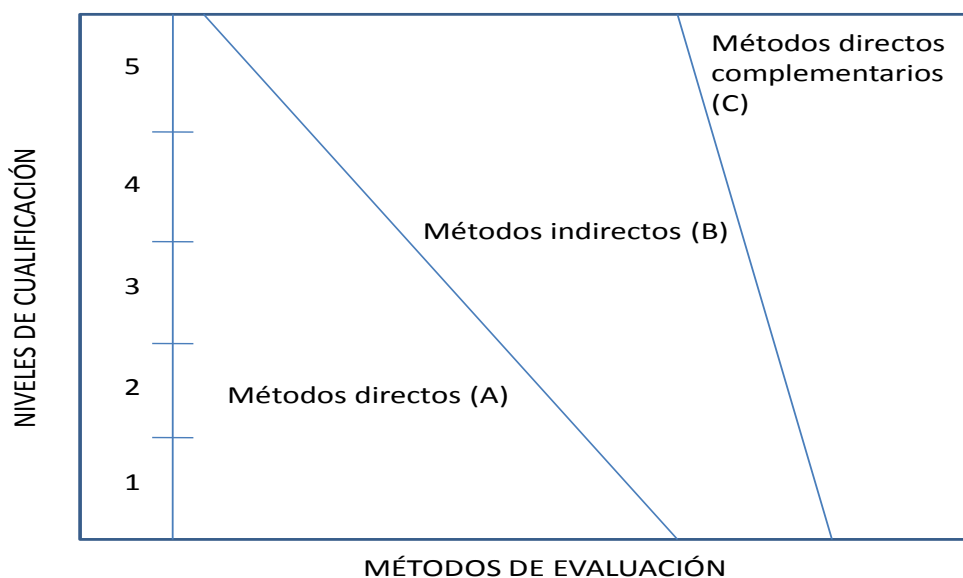 Métodos directos
complementarios
(C)
5
4
Métodos indirectos (B)
3
2
Métodos directos (A)
1
NIVELES DE CUALIFICACIÓN
MÉTODOS DE EVALUACIÓN